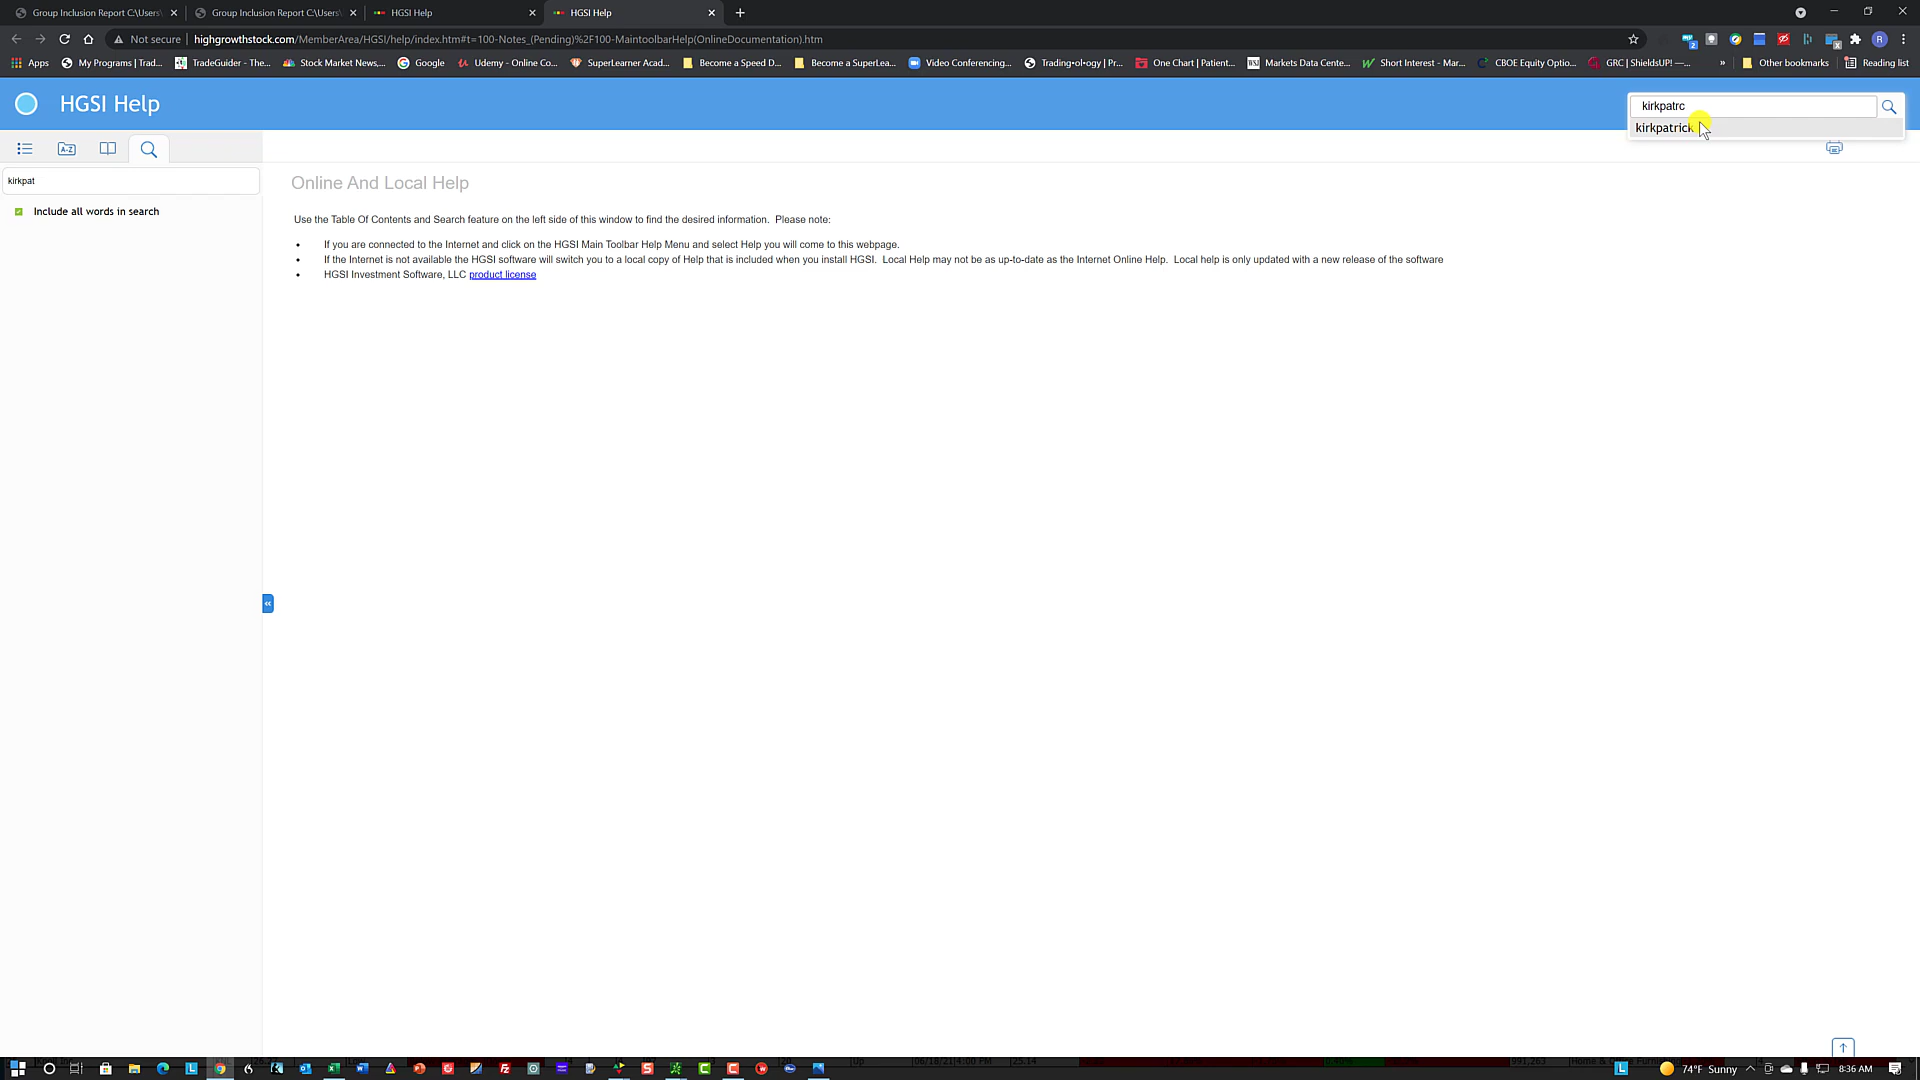 Group Inclusion Report C:\Users\
Group Inclusion Report C:\Users\
HGSI Help
HGSI Help
Not secure
highgrowthstock.com/MemberArea/HGSI/help/index.htm#t=100-Notes_(Pending)%2F100-MaintoolbarHelp(OnlineDocumentation).htm
Apps
My Programs | Trad...
TradeGuider - The...
Stock Market News,...
Google
Udemy - Online Co...
SuperLearner Acad...
Become a Speed D...
Become a SuperLea...
Video Conferencing...
Trading•ol•ogy | Pr...
One Chart | Patient...
Markets Data Cente...
Short Interest - Mar...
CBOE Equity Optio...
GRC | ShieldsUP! —...
»
Other bookmarks
Reading list
HGSI Help
kirkpatrc
kirkpatrick
A-Z
kirkpat
Include all words in search
Online And Local Help
Use the Table Of Contents and Search feature on the left side of this window to find the desired information. Please note:
• If you are connected to the Internet and click on the HGSI Main Toolbar Help Menu and select Help you will come to this webpage.
• If the Internet is not available the HGSI software will switch you to a local copy of Help that is included when you install HGSI. Local Help may not be as up-to-date as the Internet Online Help. Local help is only updated with a new release of the software
• HGSI Investment Software, LLC product license
74°F Sunny
8:36 AM